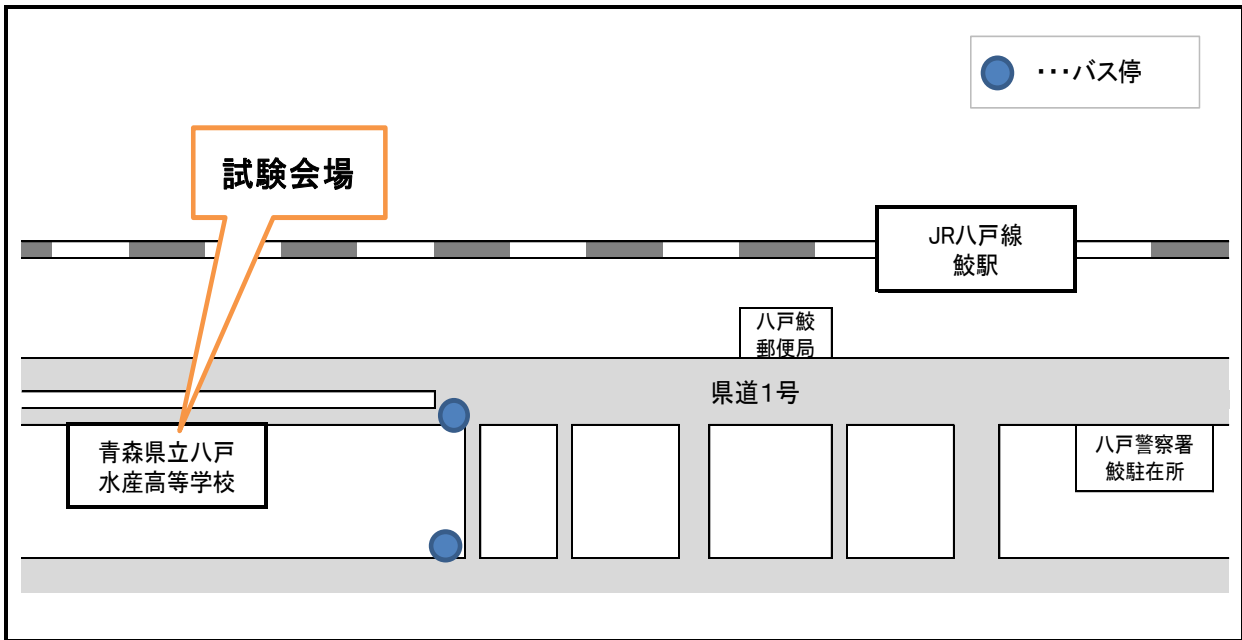 ・・・バス停
試験会場
JR八戸線
鮫駅
八戸鮫
郵便局
県道1号
青森県立八戸
水産高等学校
八戸警察署
鮫駐在所